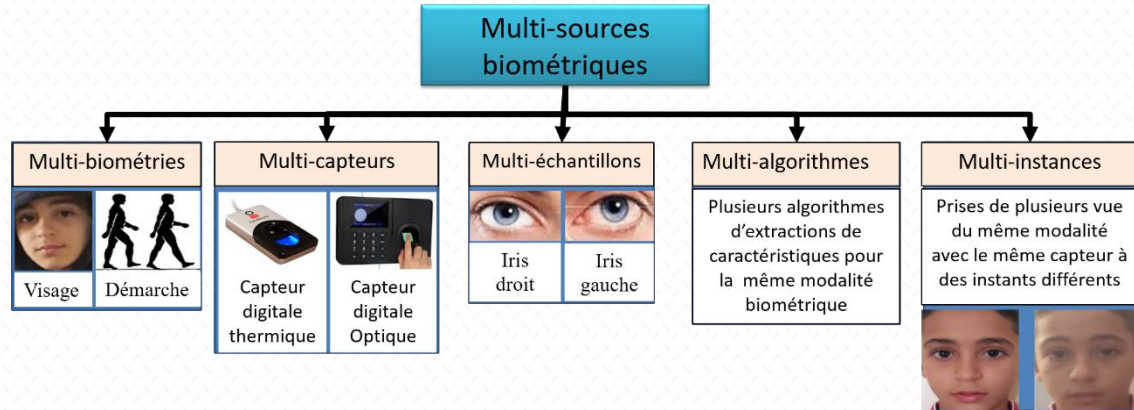 Multi-sources
biométriques
Multi-biométries
Visage
Démarche
Multi-capteurs
Capteur
digitale
thermique
Capteur
digitale
Optique
Multi-échantillons
Iris
droit
Iris
gauche
Multi-algorithmes
Plusieurs algorithmes
d'extractions de
caractéristiques pour
la même modalité
biométrique
Multi-instances
Prises de plusieurs vue
du même modalité
avec le même capteur à
des instants différents